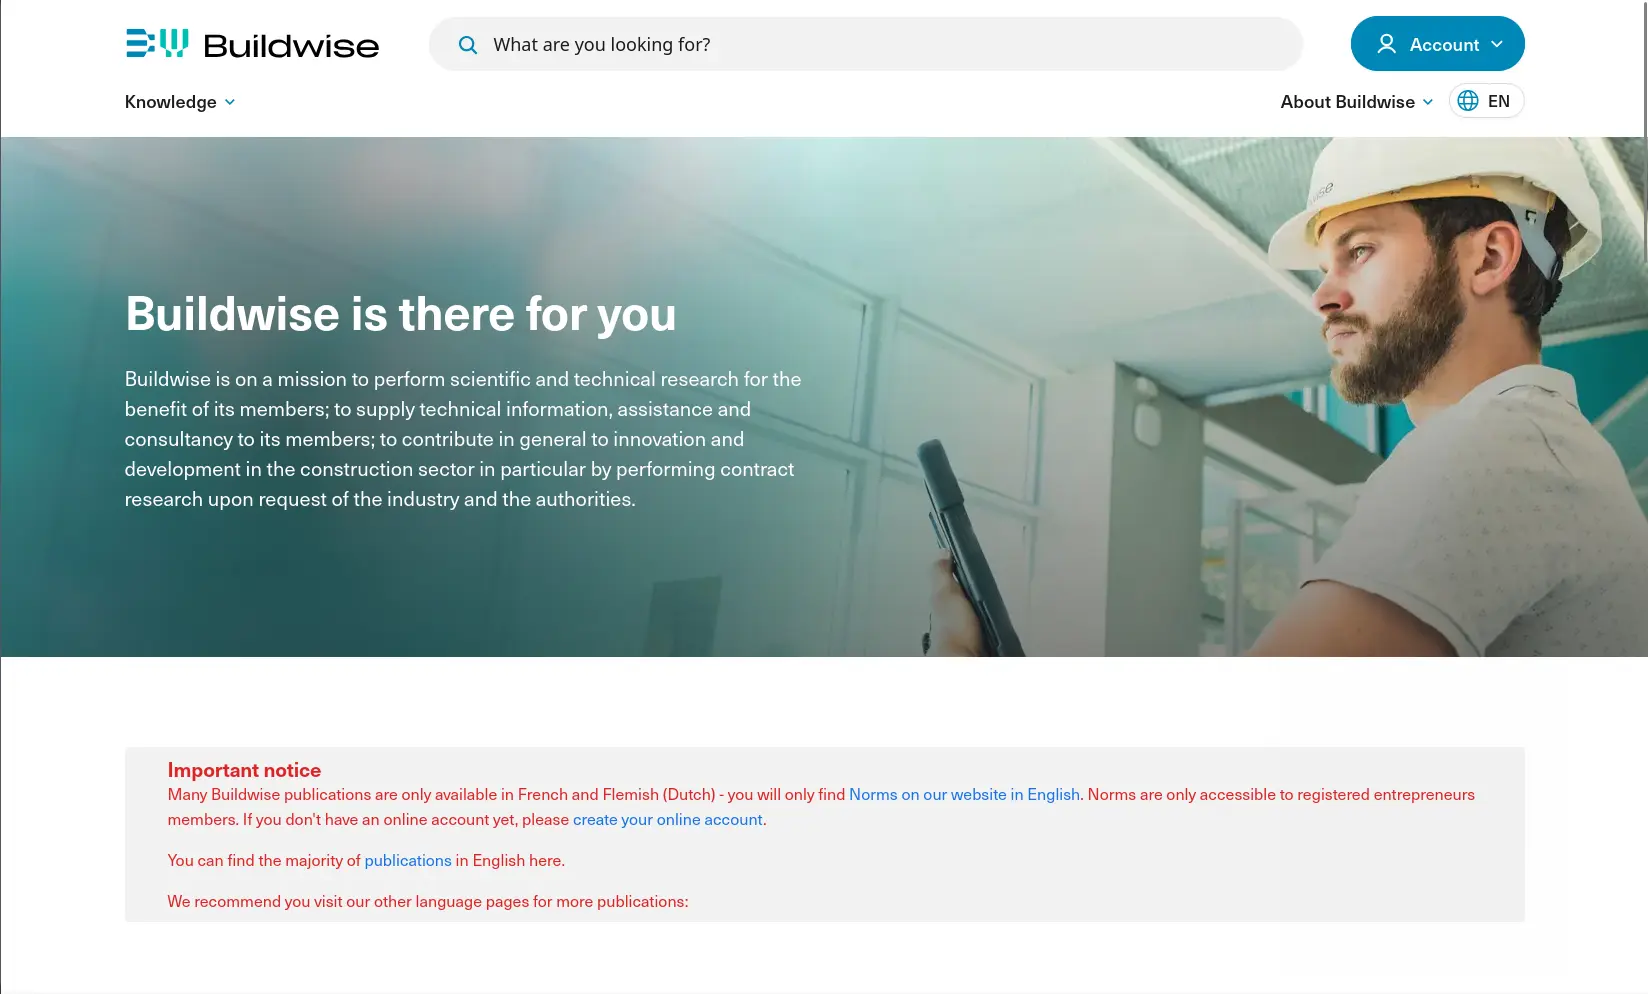 Buildwise
What are you looking for?
Account
Knowledge
About Buildwise
EN
Buildwise is there for you
Buildwise is on a mission to perform scientific and technical research for the
benefit of its members; to supply technical information, assistance and
consultancy to its members; to contribute in general to innovation and
development in the construction sector in particular by performing contract
research upon request of the industry and the authorities.
Important notice
Many Buildwise publications are only available in French and Flemish (Dutch) - you will only find Norms on our website in English. Norms are only accessible to registered entrepreneurs
members. If you don't have an online account yet, please create your online account.
You can find the majority of publications in English here.
We recommend you visit our other language pages for more publications: